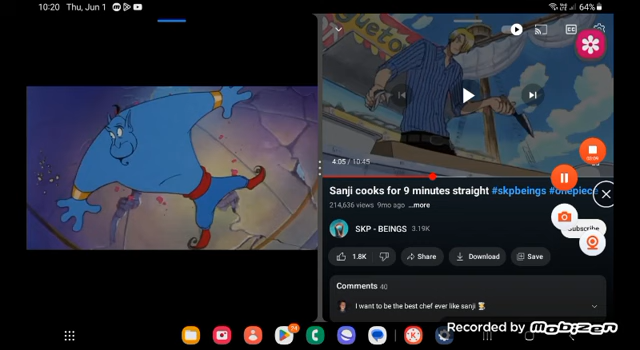 10:20 Thu, Jun 1
64%
4:05 / 10:45
Sanji cooks for 9 minutes straight #skpbeings #onepiece
214,636 views 9mo ago ...more
SKP - BEINGS 3.19K
Subscribe
1.8K
Share
Download
Save
Comments 40
I want to be the best chef ever like sanji
74
Recorded by mobizen